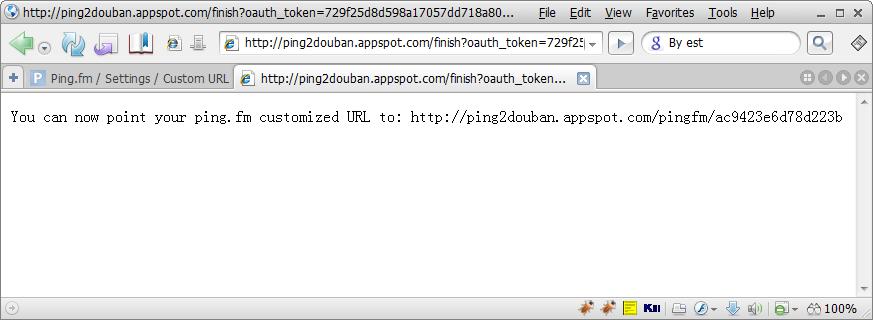 http://ping2douban.appspot.com/finish?oauth_token=729f25d8d598a17057dd718a80...
File Edit View Favorites Tools Help
http://ping2douban.appspot.com/finish?oauth_token=729f25
g By est
P Ping.fm / Settings / Custom URL
http://ping2douban.appspot.com/finish?oauth_token...
You can now point your ping.fm customized URL to: http://ping2douban.appspot.com/pingfm/ac9423e6d78d223b
100%